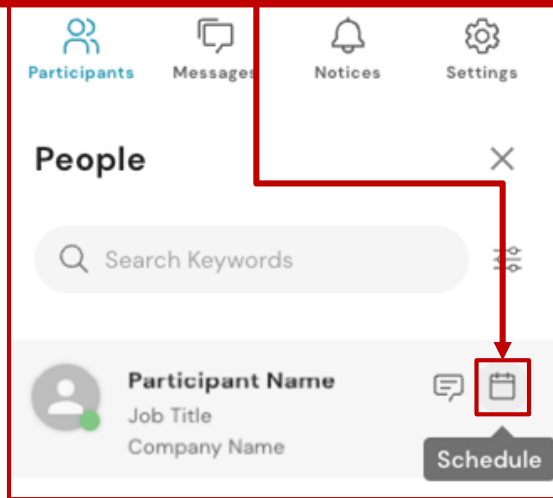 Participants Messages Notices Settings
People
Search Keywords
Participant Name
Job Title
Company Name
Schedule